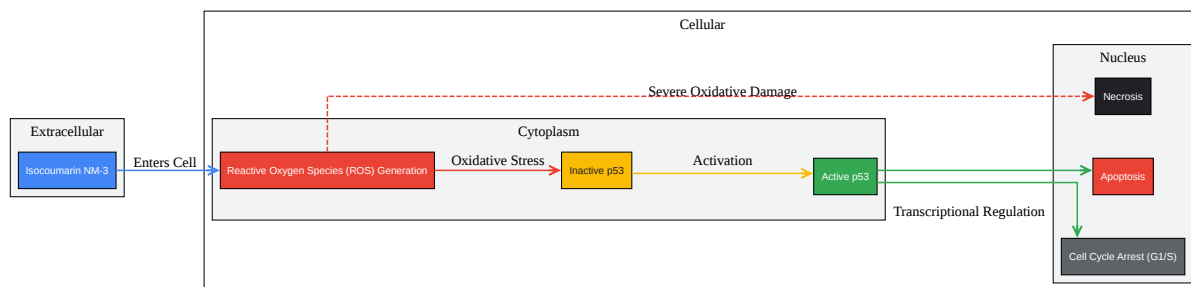 Cellular
Nucleus
Severe Oxidative Damage
Necrosis
Extracellular
Cytoplasm
Isocoumarin NM-3
Enters Cell
Reactive Oxygen Species (ROS) Generation
Oxidative Stress
Inactive p53
Activation
Active p53
Apoptosis
Transcriptional Regulation
Cell Cycle Arrest (G1/S)